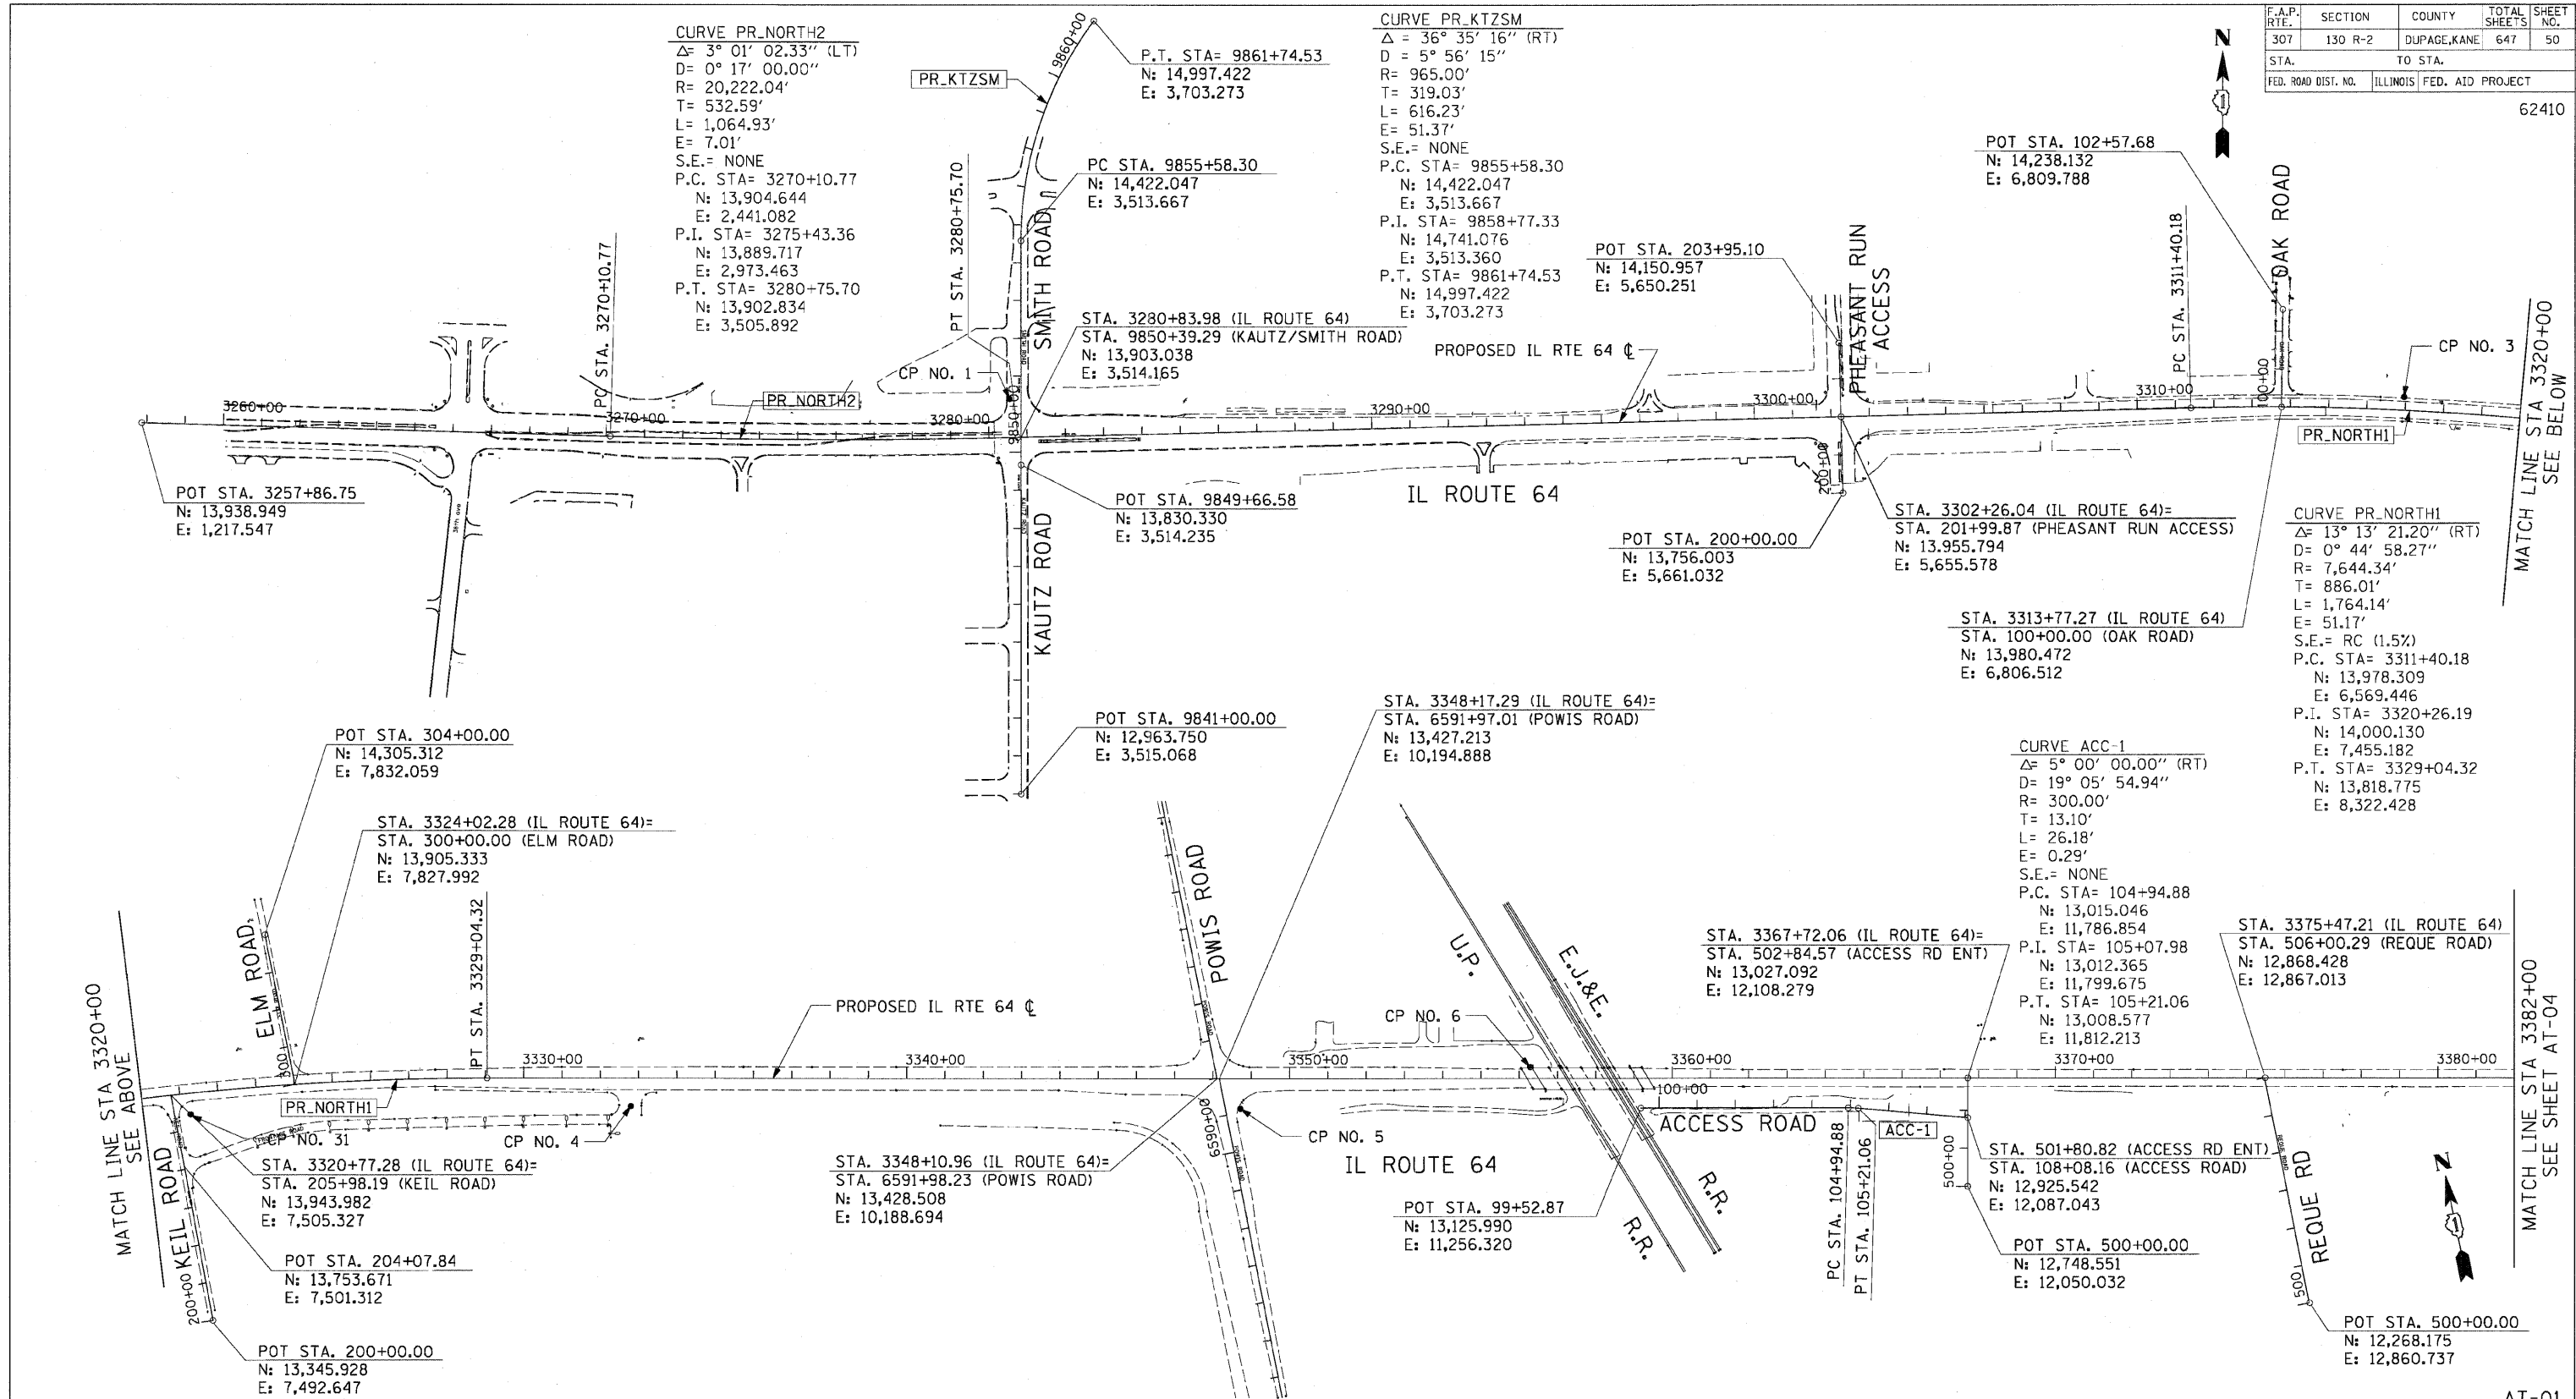 F.A.P. RTE.
SECTION
COUNTY
TOTAL SHEETS
SHEET NO.
307
130 R-2
DUPAGE,KANE
647
50
STA.
TO STA.
FED. ROAD DIST. NO.
ILLINOIS
FED. AID PROJECT
62410
N
CURVE PR_NORTH2
Δ= 3° 01' 02.33'' (LT)
D= 0° 17' 00.00''
R= 20,222.04'
T= 532.59'
L= 1,064.93'
E= 7.01'
S.E.= NONE
P.C. STA= 3270+10.77
N: 13,904.644
E: 2,441.082
P.I. STA= 3275+43.36
N: 13,889.717
E: 2,973.463
P.T. STA= 3280+75.70
N: 13,902.834
E: 3,505.892
9860+00
PR_KTZSM
P.T. STA= 9861+74.53
N: 14,997.422
E: 3,703.273
PC STA. 9855+58.30
N: 14,422.047
E: 3,513.667
CURVE PR_KTZSM
Δ = 36° 35' 16'' (RT)
D = 5° 56' 15''
R= 965.00'
T= 319.03'
L= 616.23'
E= 51.37'
S.E.= NONE
P.C. STA= 9855+58.30
N: 14,422.047
E: 3,513.667
P.I. STA= 9858+77.33
N: 14,741.076
E: 3,513.360
P.T. STA= 9861+74.53
N: 14,997.422
E: 3,703.273
POT STA. 102+57.68
N: 14,238.132
E: 6,809.788
POT STA. 203+95.10
N: 14,150.957
E: 5,650.251
PC STA. 3270+10.77
PT STA. 3280+75.70
SMITH ROAD
STA. 3280+83.98 (IL ROUTE 64)
STA. 9850+39.29 (KAUTZ/SMITH ROAD)
N: 13,903.038
E: 3,514.165
PROPOSED IL RTE 64 ℄
PHEASANT RUN
ACCESS
PC STA. 3311+40.18
OAK ROAD
CP NO. 1
CP NO. 3
MATCH LINE STA 3320+00
SEE BELOW
3260+00
3270+00
PR_NORTH2
3280+00
9850+00
3290+00
3300+00
3310+00
100+00
200+00
PR_NORTH1
38TH AVE
POT STA. 3257+86.75
N: 13,938.949
E: 1,217.547
POT STA. 9849+66.58
N: 13,830.330
E: 3,514.235
KAUTZ ROAD
IL ROUTE 64
POT STA. 200+00.00
N: 13,756.003
E: 5,661.032
STA. 3302+26.04 (IL ROUTE 64)=
STA. 201+99.87 (PHEASANT RUN ACCESS)
N: 13.955.794
E: 5,655.578
STA. 3313+77.27 (IL ROUTE 64)
STA. 100+00.00 (OAK ROAD)
N: 13,980.472
E: 6,806.512
CURVE PR_NORTH1
Δ= 13° 13' 21.20'' (RT)
D= 0° 44' 58.27''
R= 7,644.34'
T= 886.01'
L= 1,764.14'
E= 51.17'
S.E.= RC (1.5%)
P.C. STA= 3311+40.18
N: 13,978.309
E: 6,569.446
P.I. STA= 3320+26.19
N: 14,000.130
E: 7,455.182
P.T. STA= 3329+04.32
N: 13,818.775
E: 8,322.428
POT STA. 9841+00.00
N: 12,963.750
E: 3,515.068
POT STA. 304+00.00
N: 14,305.312
E: 7,832.059
STA. 3324+02.28 (IL ROUTE 64)=
STA. 300+00.00 (ELM ROAD)
N: 13,905.333
E: 7,827.992
STA. 3348+17.29 (IL ROUTE 64)=
STA. 6591+97.01 (POWIS ROAD)
N: 13,427.213
E: 10,194.888
CURVE ACC-1
Δ= 5° 00' 00.00'' (RT)
D= 19° 05' 54.94''
R= 300.00'
T= 13.10'
L= 26.18'
E= 0.29'
S.E.= NONE
P.C. STA= 104+94.88
N: 13,015.046
E: 11,786.854
P.I. STA= 105+07.98
N: 13,012.365
E: 11,799.675
P.T. STA= 105+21.06
N: 13,008.577
E: 11,812.213
STA. 3367+72.06 (IL ROUTE 64)=
STA. 502+84.57 (ACCESS RD ENT)
N: 13,027.092
E: 12,108.279
STA. 3375+47.21 (IL ROUTE 64)
STA. 506+00.29 (REQUE ROAD)
N: 12,868.428
E: 12,867.013
MATCH LINE STA 3320+00
SEE ABOVE
ELM ROAD
300+
PT STA. 3329+04.32
PROPOSED IL RTE 64 ℄
POWIS ROAD
U.P.
E.J.&E.
CP NO. 6
3330+00
3340+00
3350+00
3360+00
3370+00
3380+00
100+00
MATCH LINE STA 3382+00
SEE SHEET AT-04
PR_NORTH1
CP NO. 31
CP NO. 4
CP NO. 5
6590+00
IL ROUTE 64
ACCESS ROAD
ACC-1
R.R.
R.R.
PC STA. 104+94.88
PT STA. 105+21.06
500+00
KEIL ROAD
200+00
STA. 3320+77.28 (IL ROUTE 64)=
STA. 205+98.19 (KEIL ROAD)
N: 13,943.982
E: 7,505.327
POT STA. 204+07.84
N: 13,753.671
E: 7,501.312
POT STA. 200+00.00
N: 13,345.928
E: 7,492.647
STA. 3348+10.96 (IL ROUTE 64)=
STA. 6591+98.23 (POWIS ROAD)
N: 13,428.508
E: 10,188.694
POT STA. 99+52.87
N: 13,125.990
E: 11,256.320
STA. 501+80.82 (ACCESS RD ENT)
STA. 108+08.16 (ACCESS ROAD)
N: 12,925.542
E: 12,087.043
POT STA. 500+00.00
N: 12,748.551
E: 12,050.032
REQUE RD
500
N
POT STA. 500+00.00
N: 12,268.175
E: 12,860.737
AT-01